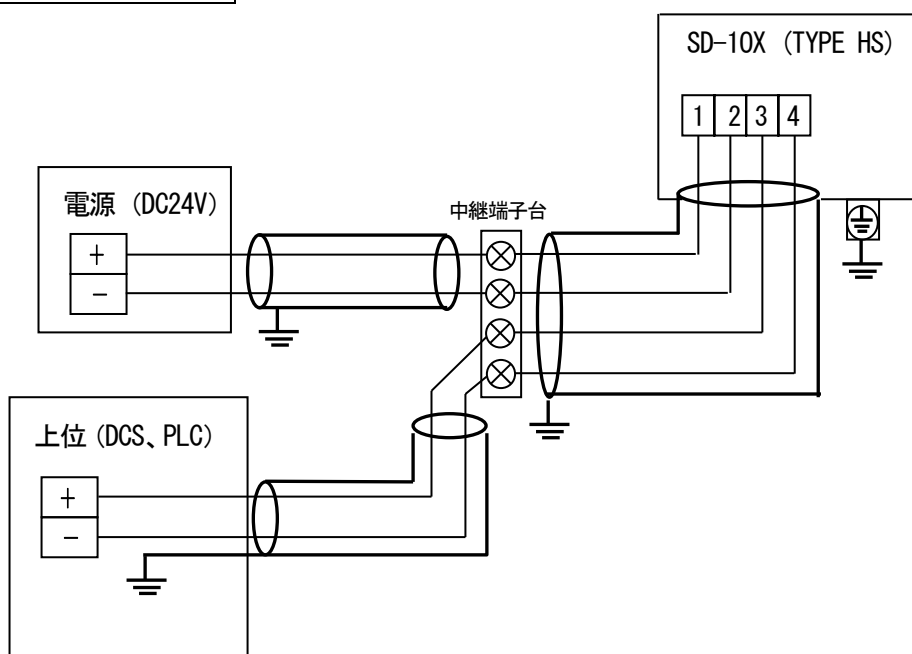 SD-10X (TYPE HS)
1 2 3 4
電源 (DC24V)
+
−
中継端子台
上位(DCS、PLC)
+
−